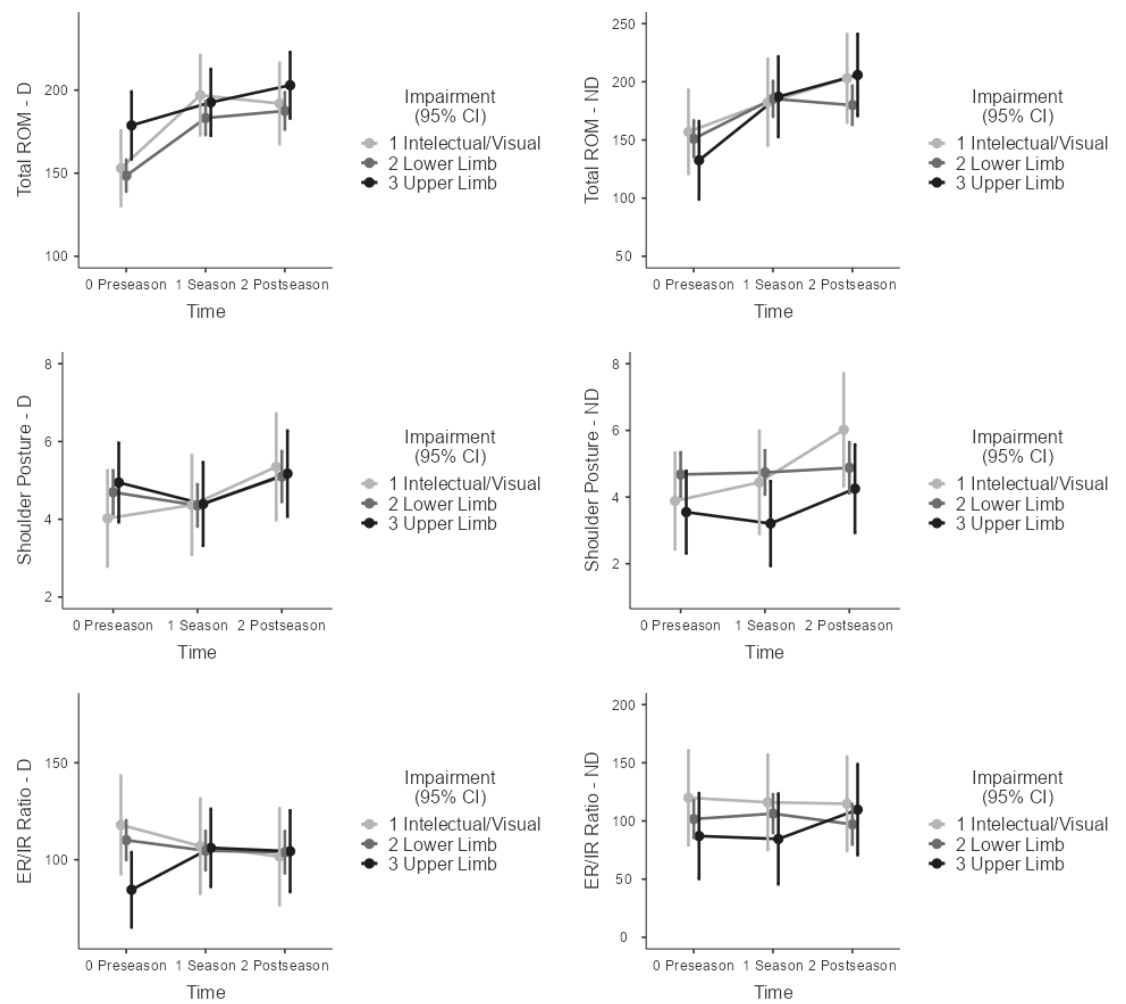 Total ROM - D
200
150
100
0 Preseason 1 Season 2 Postseason
Time
Impairment
(95% CI)
1 Intelectual/Visual
2 Lower Limb
3 Upper Limb
Total ROM - ND
250
200
150
100
50
0 Preseason 1 Season 2 Postseason
Time
Impairment
(95% CI)
1 Intelectual/Visual
2 Lower Limb
3 Upper Limb
Shoulder Posture - D
8
6
4
2
0 Preseason 1 Season 2 Postseason
Time
Impairment
(95% CI)
1 Intelectual/Visual
2 Lower Limb
3 Upper Limb
Shoulder Posture - ND
8
6
4
2
0 Preseason 1 Season 2 Postseason
Time
Impairment
(95% CI)
1 Intelectual/Visual
2 Lower Limb
3 Upper Limb
ER/IR Ratio - D
150
100
0 Preseason 1 Season 2 Postseason
Time
Impairment
(95% CI)
1 Intelectual/Visual
2 Lower Limb
3 Upper Limb
ER/IR Ratio - ND
200
150
100
50
0
0 Preseason 1 Season 2 Postseason
Time
Impairment
(95% CI)
1 Intelectual/Visual
2 Lower Limb
3 Upper Limb